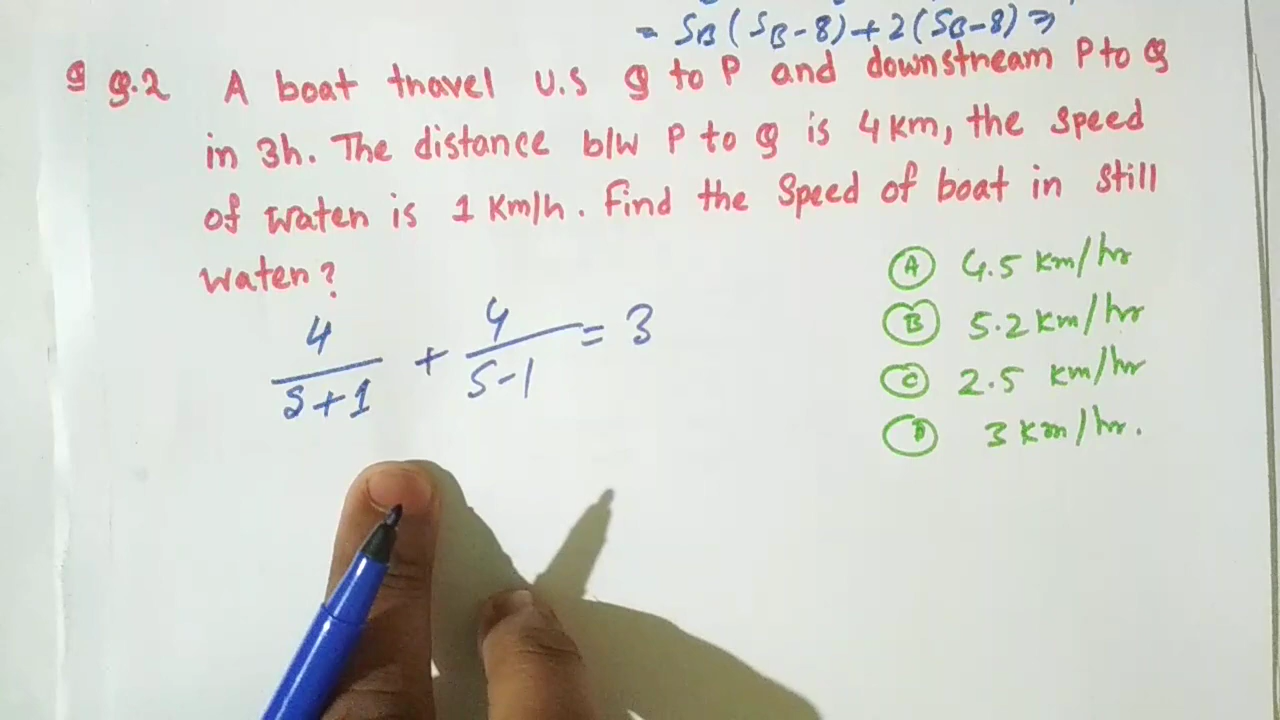 = SB (SB-8) + 2 (SB-8) ⇒
Q Q.2 A boat travel U.S Q to P and downstream P to Q
in 3h. The distance b/w P to Q is 4 km, the speed
of water is 1 Km/h. Find the Speed of boat in still
water?
4/(S+1) + 4/(S-1) = 3
(A) 4.5 km/hr
(B) 5.2 km/hr
(C) 2.5 km/hr
(D) 3 km/hr.